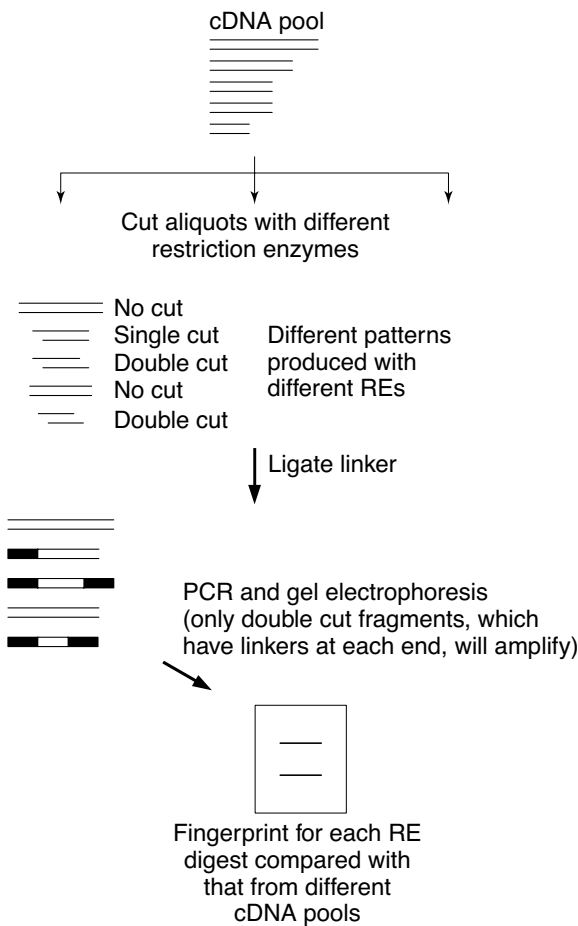 cDNA pool
Cut aliquots with different
restriction enzymes
No cut
Single cut
Double cut
No cut
Double cut
Different patterns
produced with
different REs
Ligate linker
PCR and gel electrophoresis
(only double cut fragments, which
have linkers at each end, will amplify)
Fingerprint for each RE
digest compared with
that from different
cDNA pools